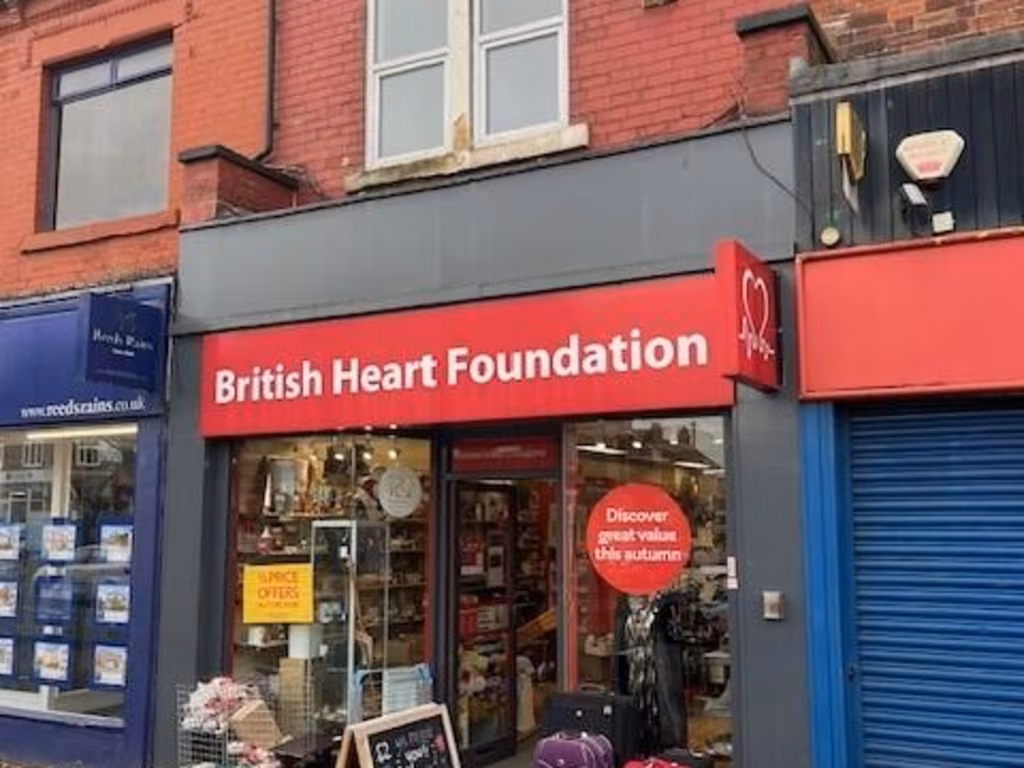 British Heart Foundation
Reeds Rains
www.reedsrains.co.uk
Discover
great value
this autumn
½ PRICE
OFFERS